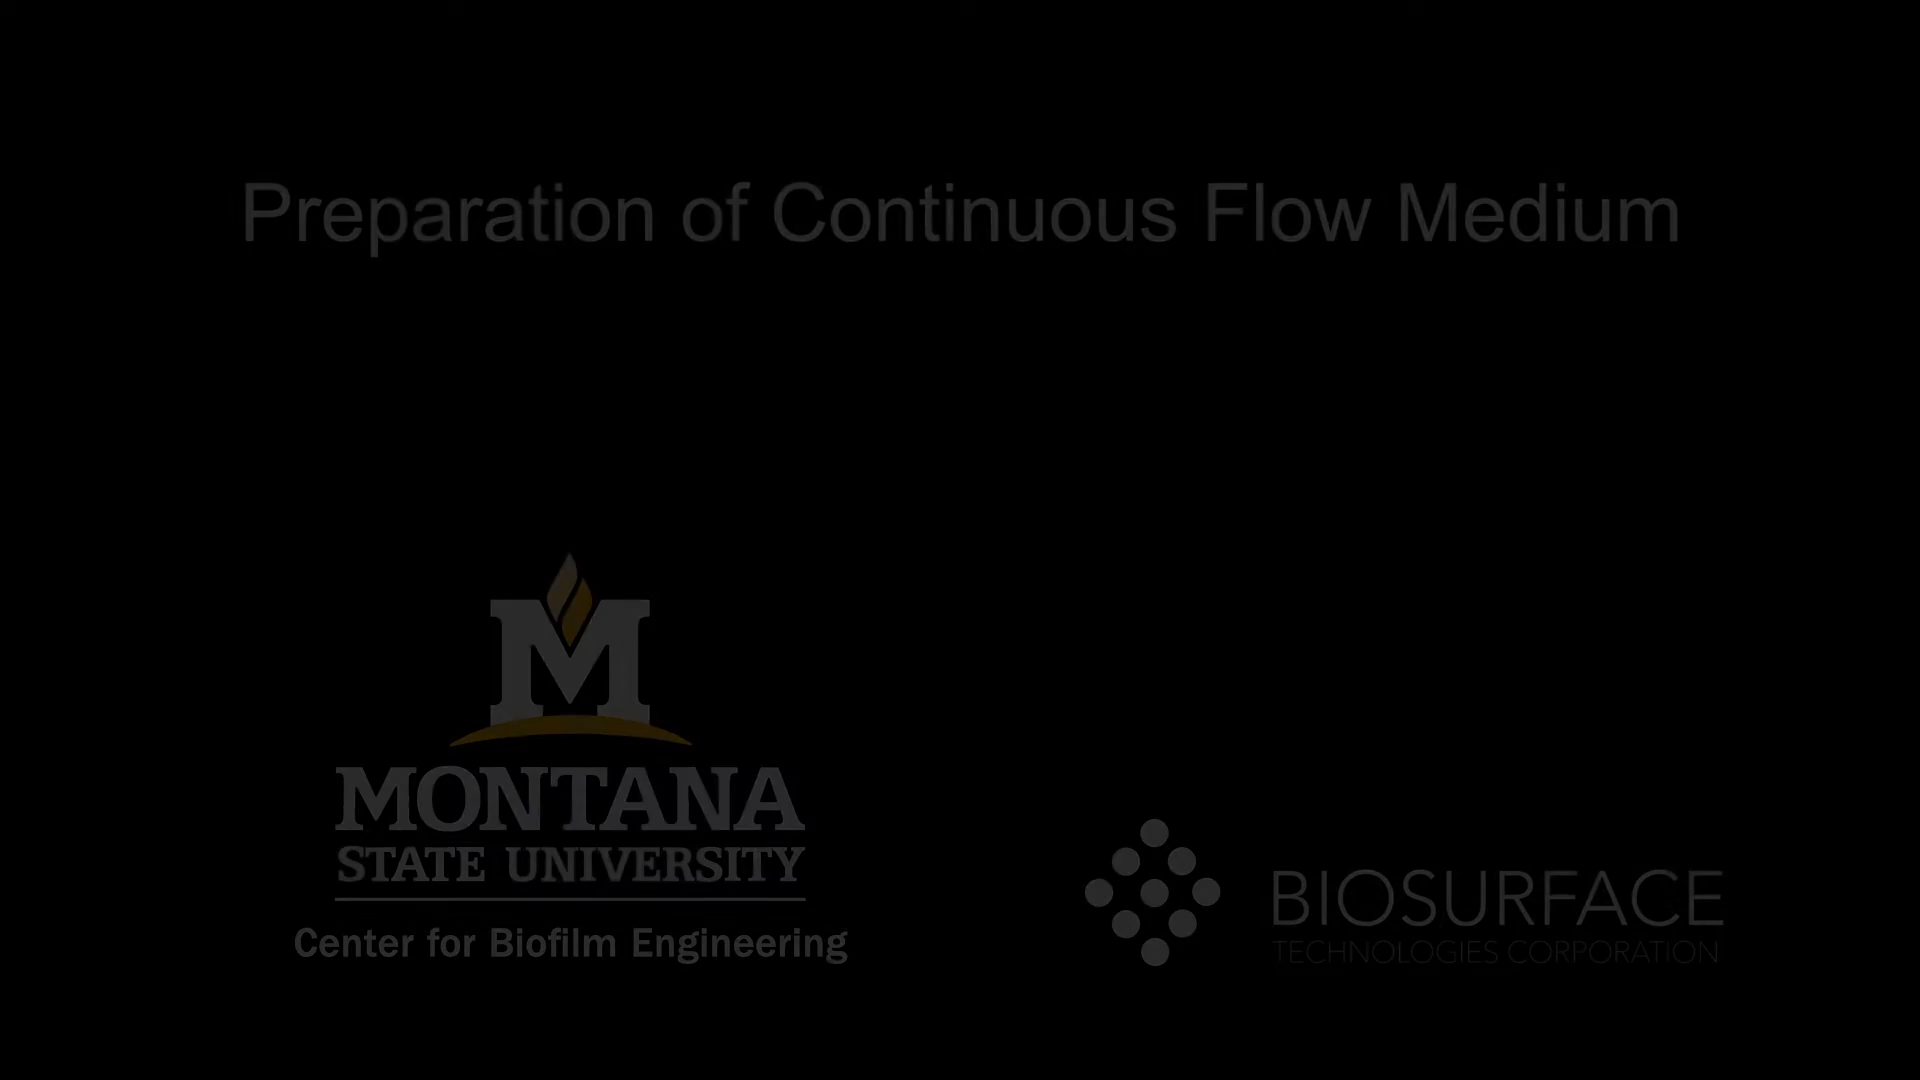 Preparation of Continuous Flow Medium
M
MONTANA
STATE UNIVERSITY
Center for Biofilm Engineering
BIOSURFACE
TECHNOLOGIES CORPORATION